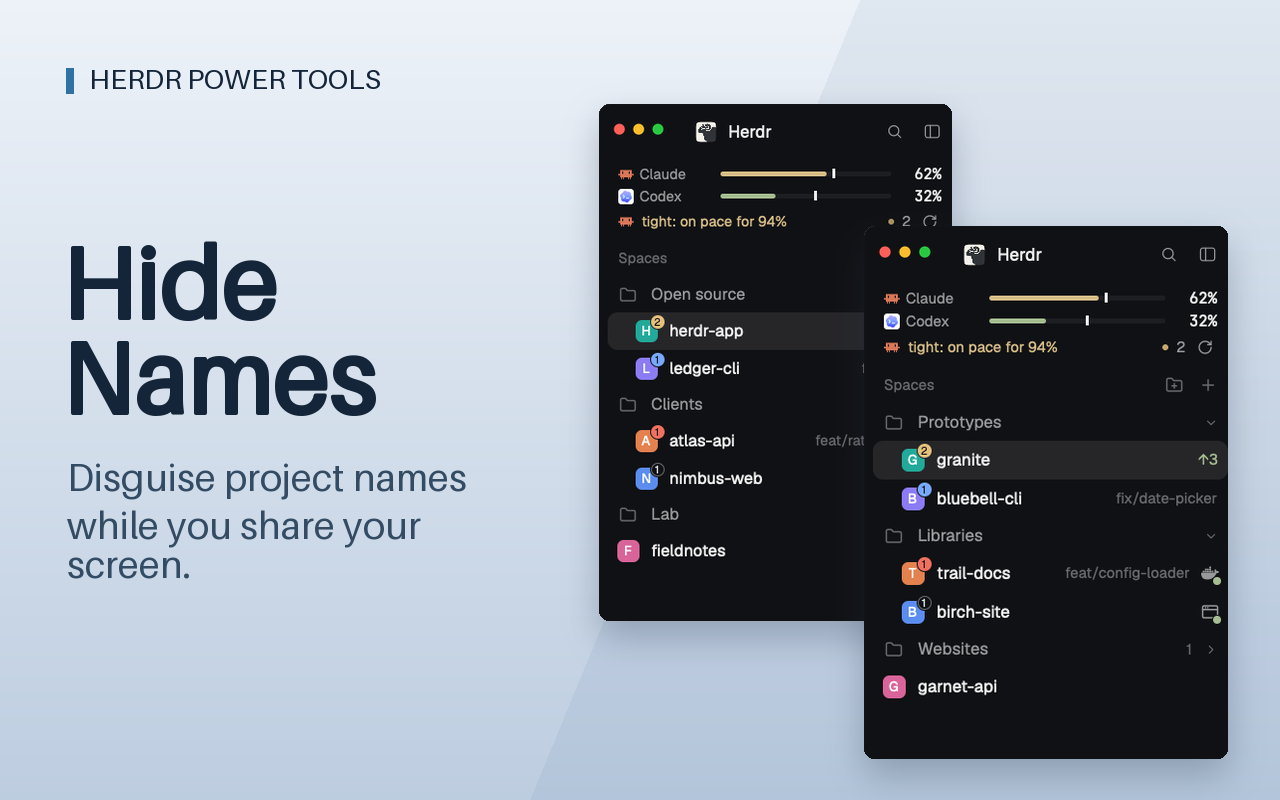 HERDR POWER TOOLS
Hide
Names
Disguise project names
while you share your
screen.
Herdr
Claude 62%
Codex 32%
tight: on pace for 94% 2
Spaces
Open source
H 2 herdr-app
L 1 ledger-cli
Clients
A 1 atlas-api feat/rat
N 1 nimbus-web
Lab
F fieldnotes
Herdr
Claude 62%
Codex 32%
tight: on pace for 94% 2
Spaces
Prototypes
G 2 granite ↑3
B 1 bluebell-cli fix/date-picker
Libraries
T 1 trail-docs feat/config-loader
B 1 birch-site
Websites 1
G garnet-api